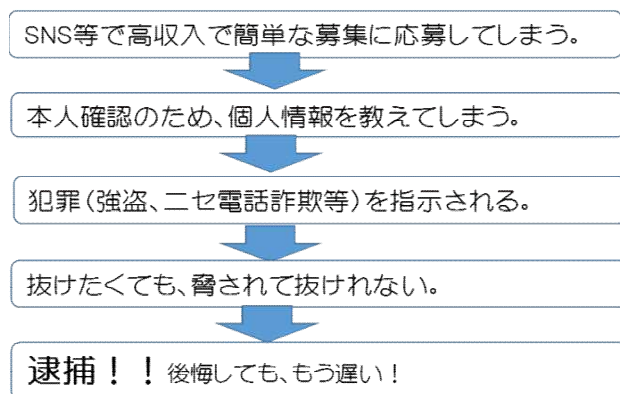 SNS等で高収入で簡単な募集に応募してしまう。
本人確認のため、個人情報を教えてしまう。
犯罪（強盗、ニセ電話詐欺等）を指示される。
抜けたくても、脅されて抜けれない。
逮捕！！後悔しても、もう遅い！